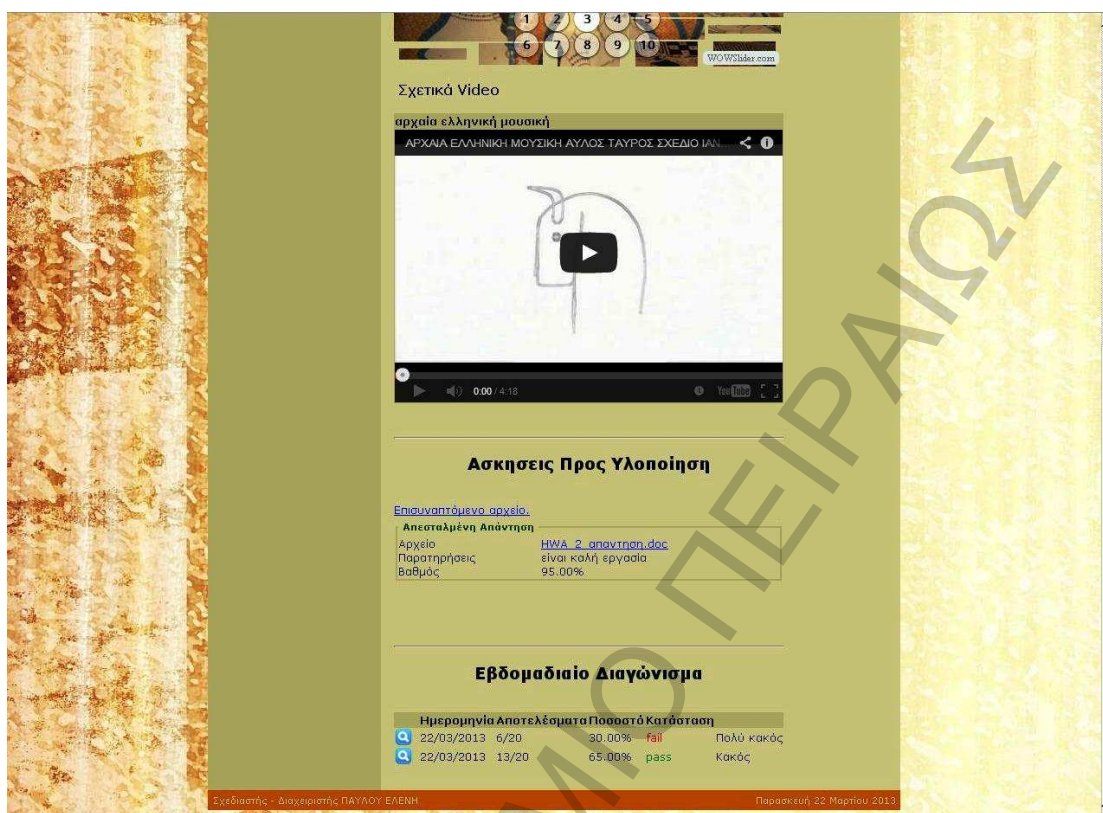 1 2 3 4 5
6 7 8 9 10
WOWSlider.com
Σχετικά Video
αρχαία ελληνική μουσική
ΑΡΧΑΙΑ ΕΛΛΗΝΙΚΗ ΜΟΥΣΙΚΗ ΑΥΛΟΣ ΤΑΥΡΟΣ ΣΧΕΔΙΟ ΙΑΝ...
0:00 / 4:18 YouTube
Ασκησεις Προς Υλοποίηση
Επισυναπτόμενο αρχείο.
Απεσταλμένη Απάντηση
Αρχείο HWA_2_απαντηση.doc
Παρατηρήσεις είναι καλή εργασία
Βαθμός 95.00%
Εβδομαδιαίο Διαγώνισμα
Ημερομηνία Αποτελέσματα Ποσοστό Κατάσταση
22/03/2013 6/20 30.00% fail Πολύ κακός
22/03/2013 13/20 65.00% pass Κακός
Σχεδιαστής - Διαχειριστής ΠΑΥΛΟΥ ΕΛΕΝΗ Παρασκευή 22 Μαρτίου 2013
ΜΙΟ ΠΕΙΡΑΙΩΣ